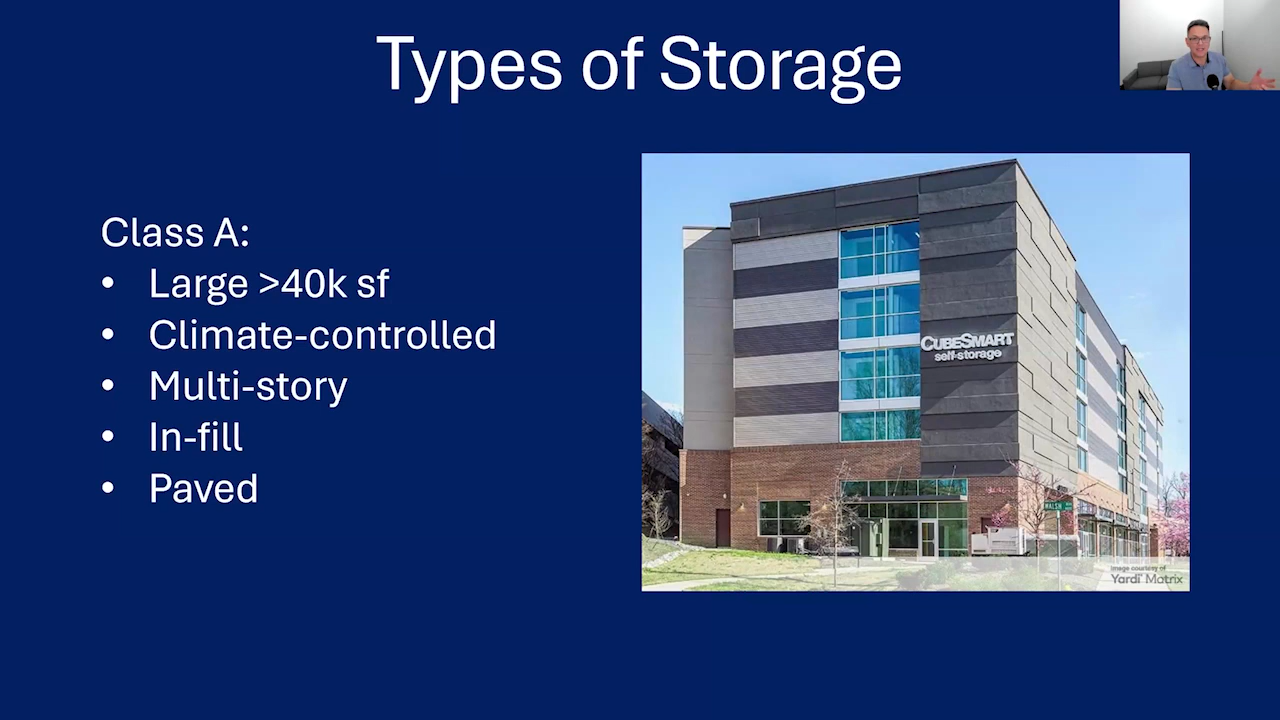 Types of Storage
Class A:
• Large >40k sf
• Climate-controlled
• Multi-story
• In-fill
• Paved
CUBESMART
self-storage
WALSH
Image courtesy of
Yardi Matrix